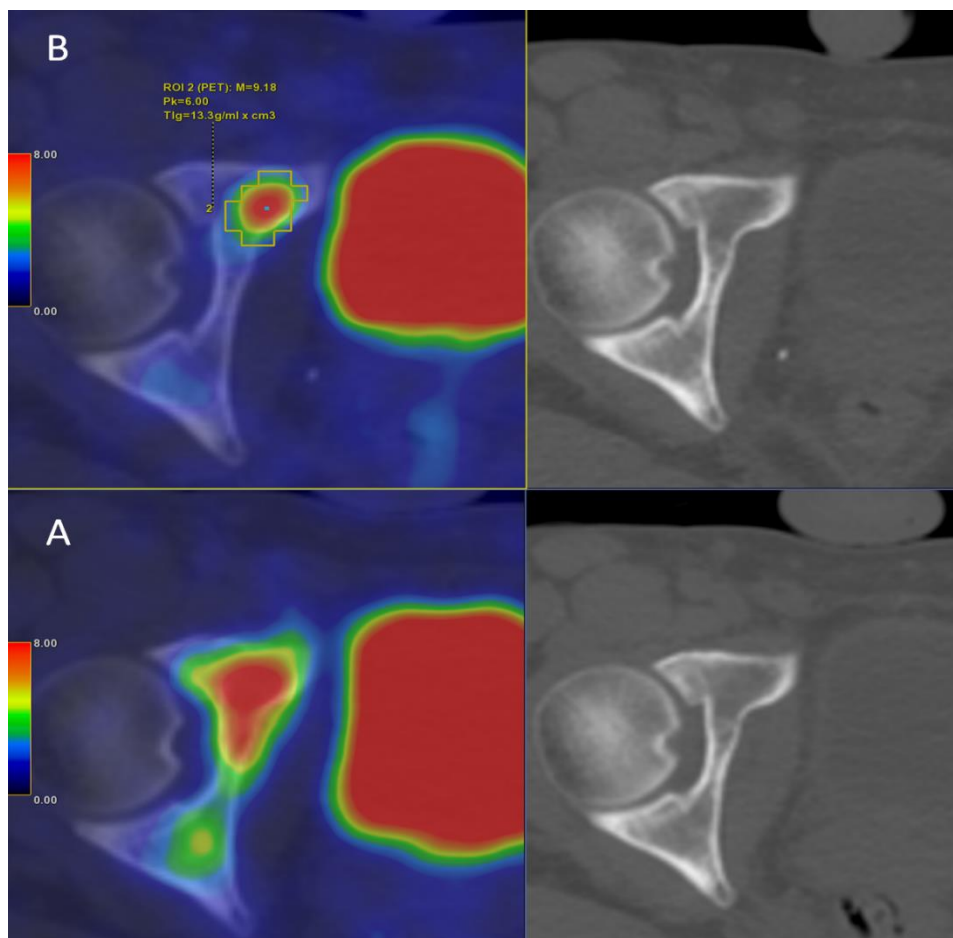 B
ROI 2 (PET): M=9.18
Pk=6.00
Tlg=13.3g/ml x cm3
8.00
2
0.00
A
8.00
0.00